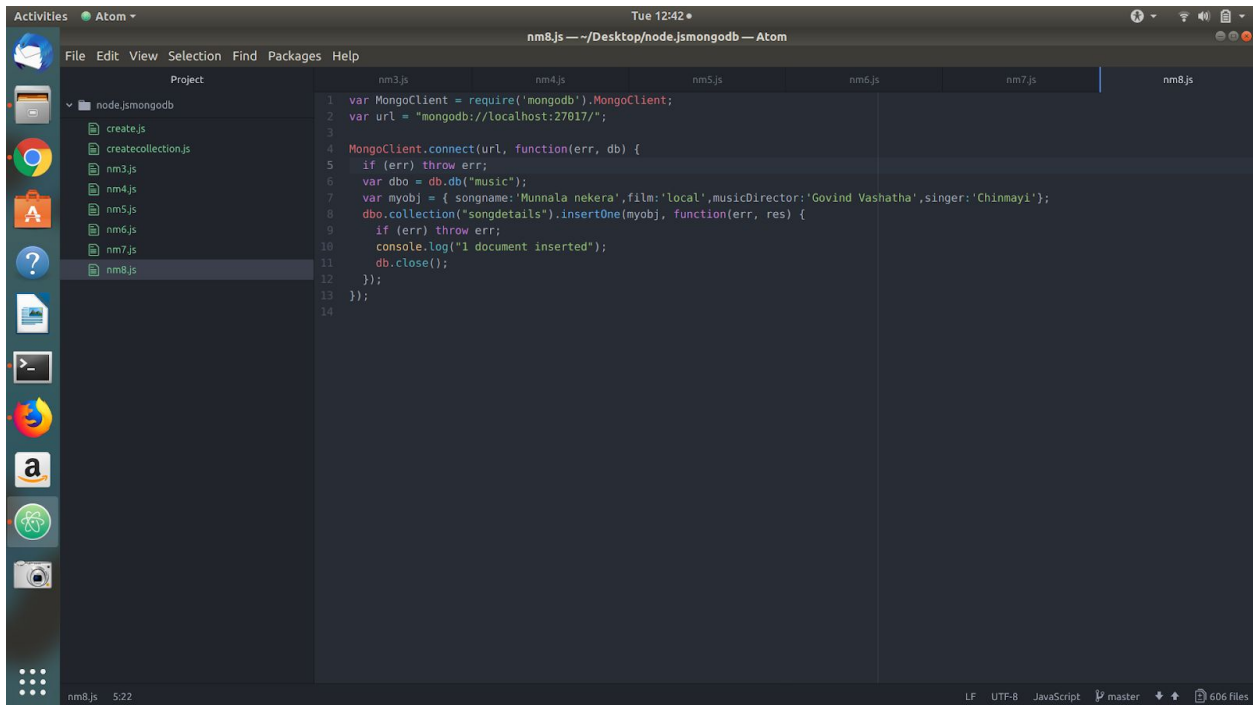 Activities Atom Tue 12:42
nm8.js — ~/Desktop/node.jsmongodb — Atom
File Edit View Selection Find Packages Help
Project nm3.js nm4.js nm5.js nm6.js nm7.js nm8.js
node.jsmongodb
create.js
createcollection.js
nm3.js
nm4.js
nm5.js
nm6.js
nm7.js
nm8.js
1 var MongoClient = require('mongodb').MongoClient;
2 var url = "mongodb://localhost:27017/";
3
4 MongoClient.connect(url, function(err, db) {
5 if (err) throw err;
6 var dbo = db.db("music");
7 var myobj = { songname:'Munnala nekera',film:'local',musicDirector:'Govind Vashatha',singer:'Chinmayi'};
8 dbo.collection("songdetails").insertOne(myobj, function(err, res) {
9 if (err) throw err;
10 console.log("1 document inserted");
11 db.close();
12 });
13 });
14
a
nm8.js 5:22 LF UTF-8 JavaScript master 606 files